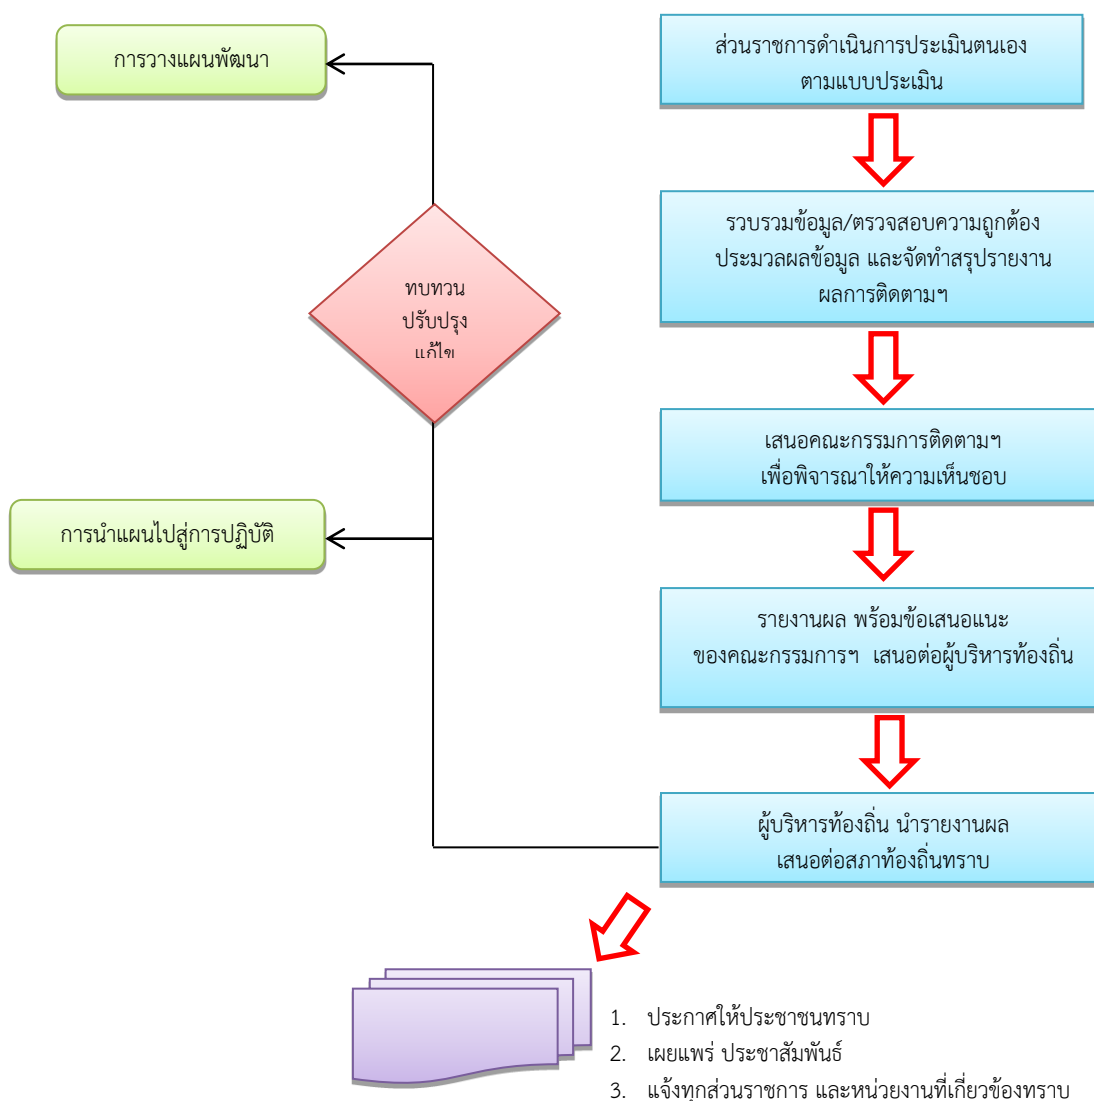 การวางแผนพัฒนา
ส่วนราชการดำเนินการประเมินตนเอง
ตามแบบประเมิน
รวบรวมข้อมูล/ตรวจสอบความถูกต้อง
ประมวลผลข้อมูล และจัดทำสรุปรายงาน
ผลการติดตามฯ
ทบทวน
ปรับปรุง
แก้ไข
เสนอคณะกรรมการติดตามฯ
เพื่อพิจารณาให้ความเห็นชอบ
การนำแผนไปสู่การปฏิบัติ
รายงานผล พร้อมข้อเสนอแนะ
ของคณะกรรมการฯ เสนอต่อผู้บริหารท้องถิ่น
ผู้บริหารท้องถิ่น นำรายงานผล
เสนอต่อสภาท้องถิ่นทราบ
1. ประกาศให้ประชาชนทราบ
2. เผยแพร่ ประชาสัมพันธ์
3. แจ้งทุกส่วนราชการ และหน่วยงานที่เกี่ยวข้องทราบ